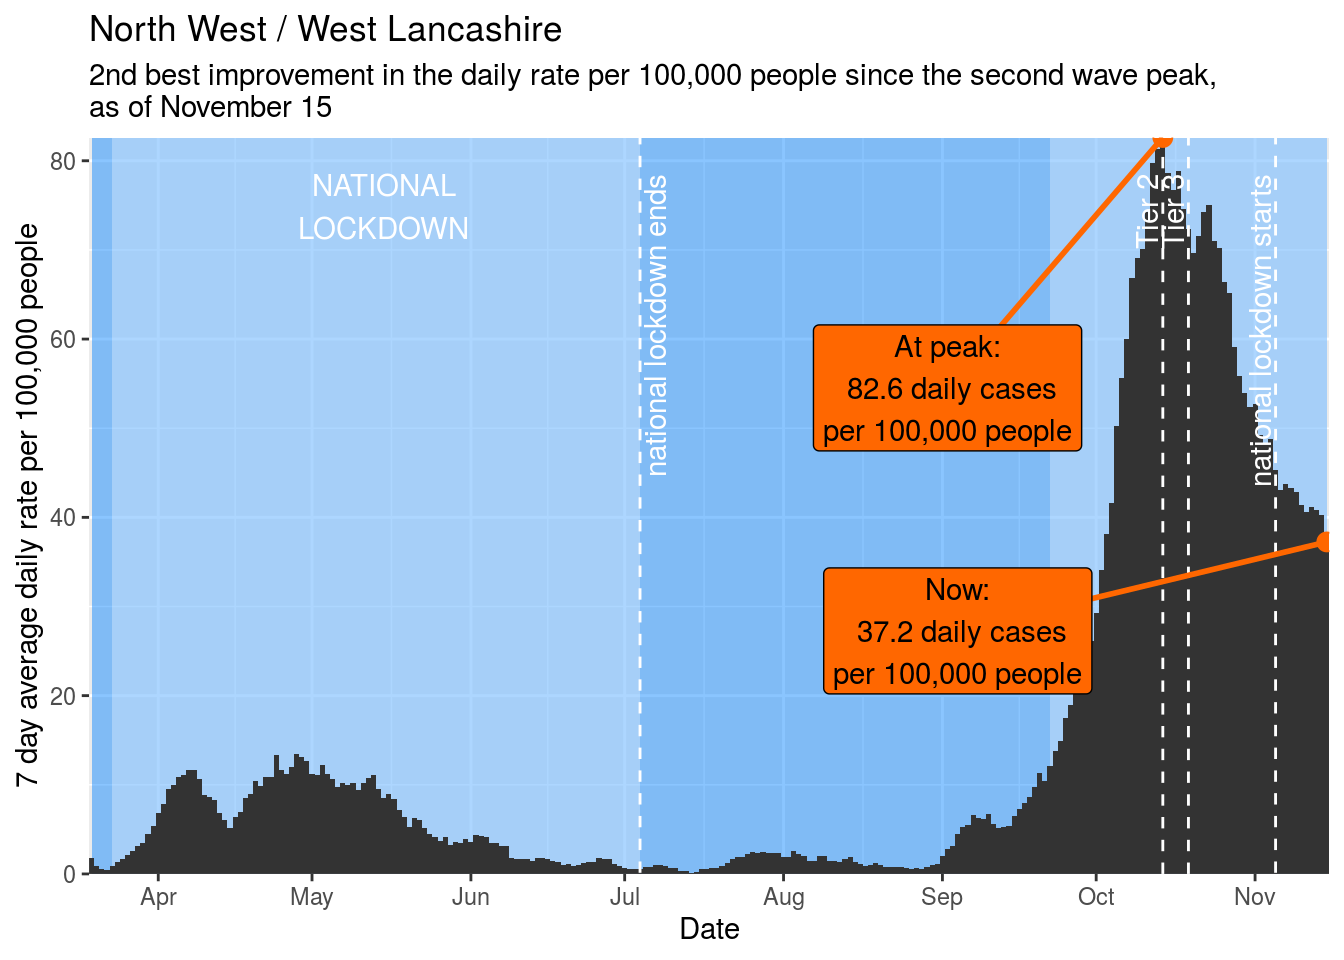 North West / West Lancashire
2nd best improvement in the daily rate per 100,000 people since the second wave peak,
as of November 15
7 day average daily rate per 100,000 people
80
60
40
20
0
NATIONAL
LOCKDOWN
national lockdown ends
Tier 2
Tier 3
national lockdown starts
At peak:
82.6 daily cases
per 100,000 people
Now:
37.2 daily cases
per 100,000 people
Apr
May
Jun
Jul
Aug
Sep
Oct
Nov
Date